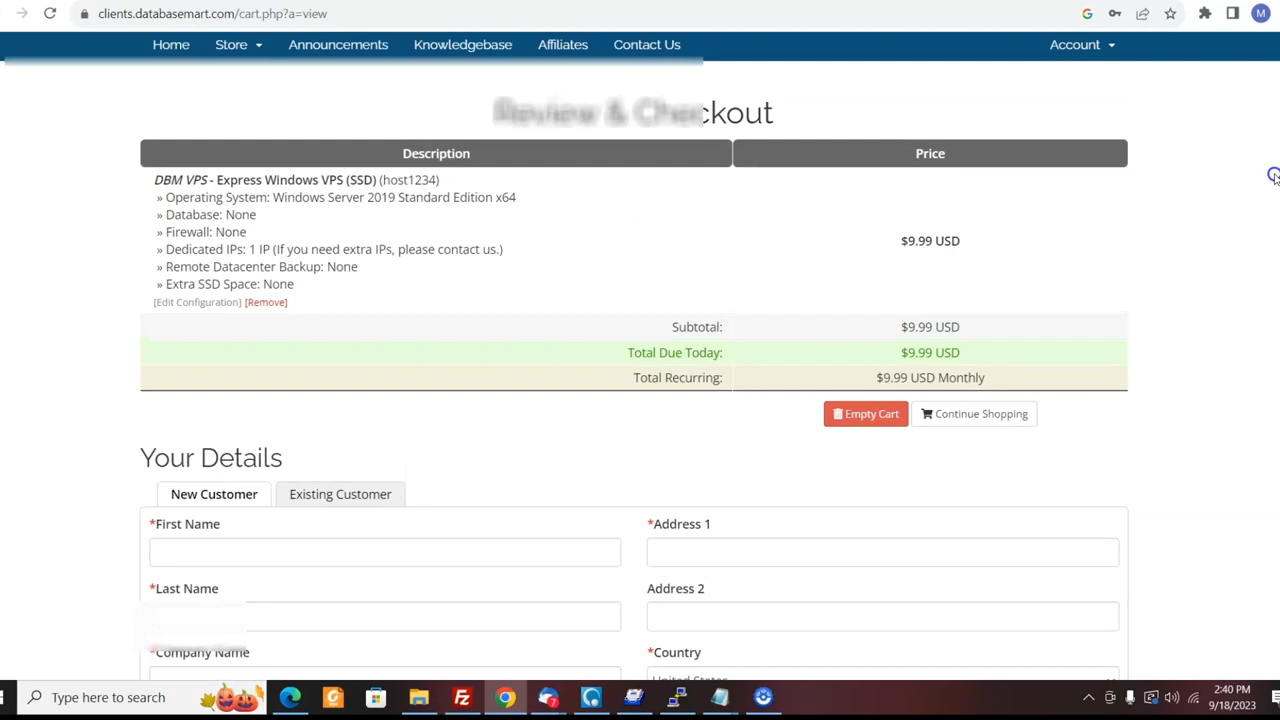 clients.databasemart.com/cart.php?a=view
M
Home Store Announcements Knowledgebase Affiliates Contact Us Account
Review & Checkout
Description Price
DBM VPS - Express Windows VPS (SSD) (host1234)
» Operating System: Windows Server 2019 Standard Edition x64
» Database: None
» Firewall: None
$9.99 USD
» Dedicated IPs: 1 IP (If you need extra IPs, please contact us.)
» Remote Datacenter Backup: None
» Extra SSD Space: None
[Edit Configuration] [Remove]
Subtotal: $9.99 USD
Total Due Today: $9.99 USD
Total Recurring: $9.99 USD Monthly
Empty Cart Continue Shopping
Your Details
New Customer Existing Customer
*First Name *Address 1
*Last Name Address 2
*Company Name *Country
United States
Type here to search
2:40 PM
9/18/2023